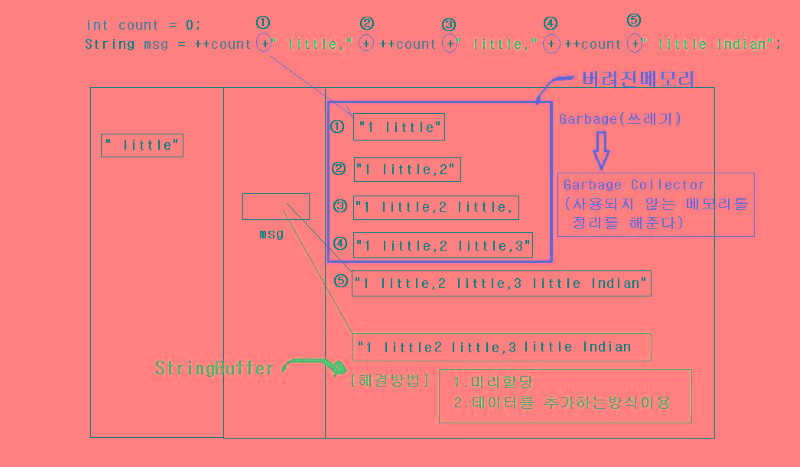 int count = 0;
① ② ③ ④ ⑤
String msg = ++count +" little," + ++count +" little," + ++count +" little Indian";
버려진메모리
" little"
① "1 little"
Garbage(쓰레기)
② "1 little,2"
Garbage Collector
(사용되지 않는 메모리를
정리를 해준다)
③ "1 little,2 little,
msg
④ "1 little,2 little,3"
⑤ "1 little,2 little,3 little Indian"
"1 little2 little,3 little Indian
StringBuffer
[해결방법]
1.미리할당
2.데이터를 추가하는방식이용